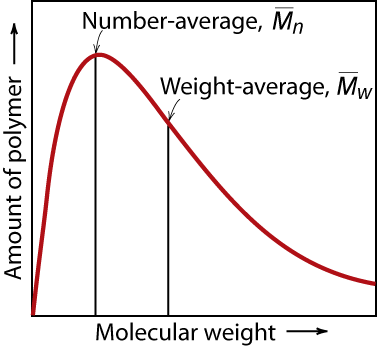 Number-average, M̅n
Weight-average, M̅w
Amount of polymer
Molecular weight